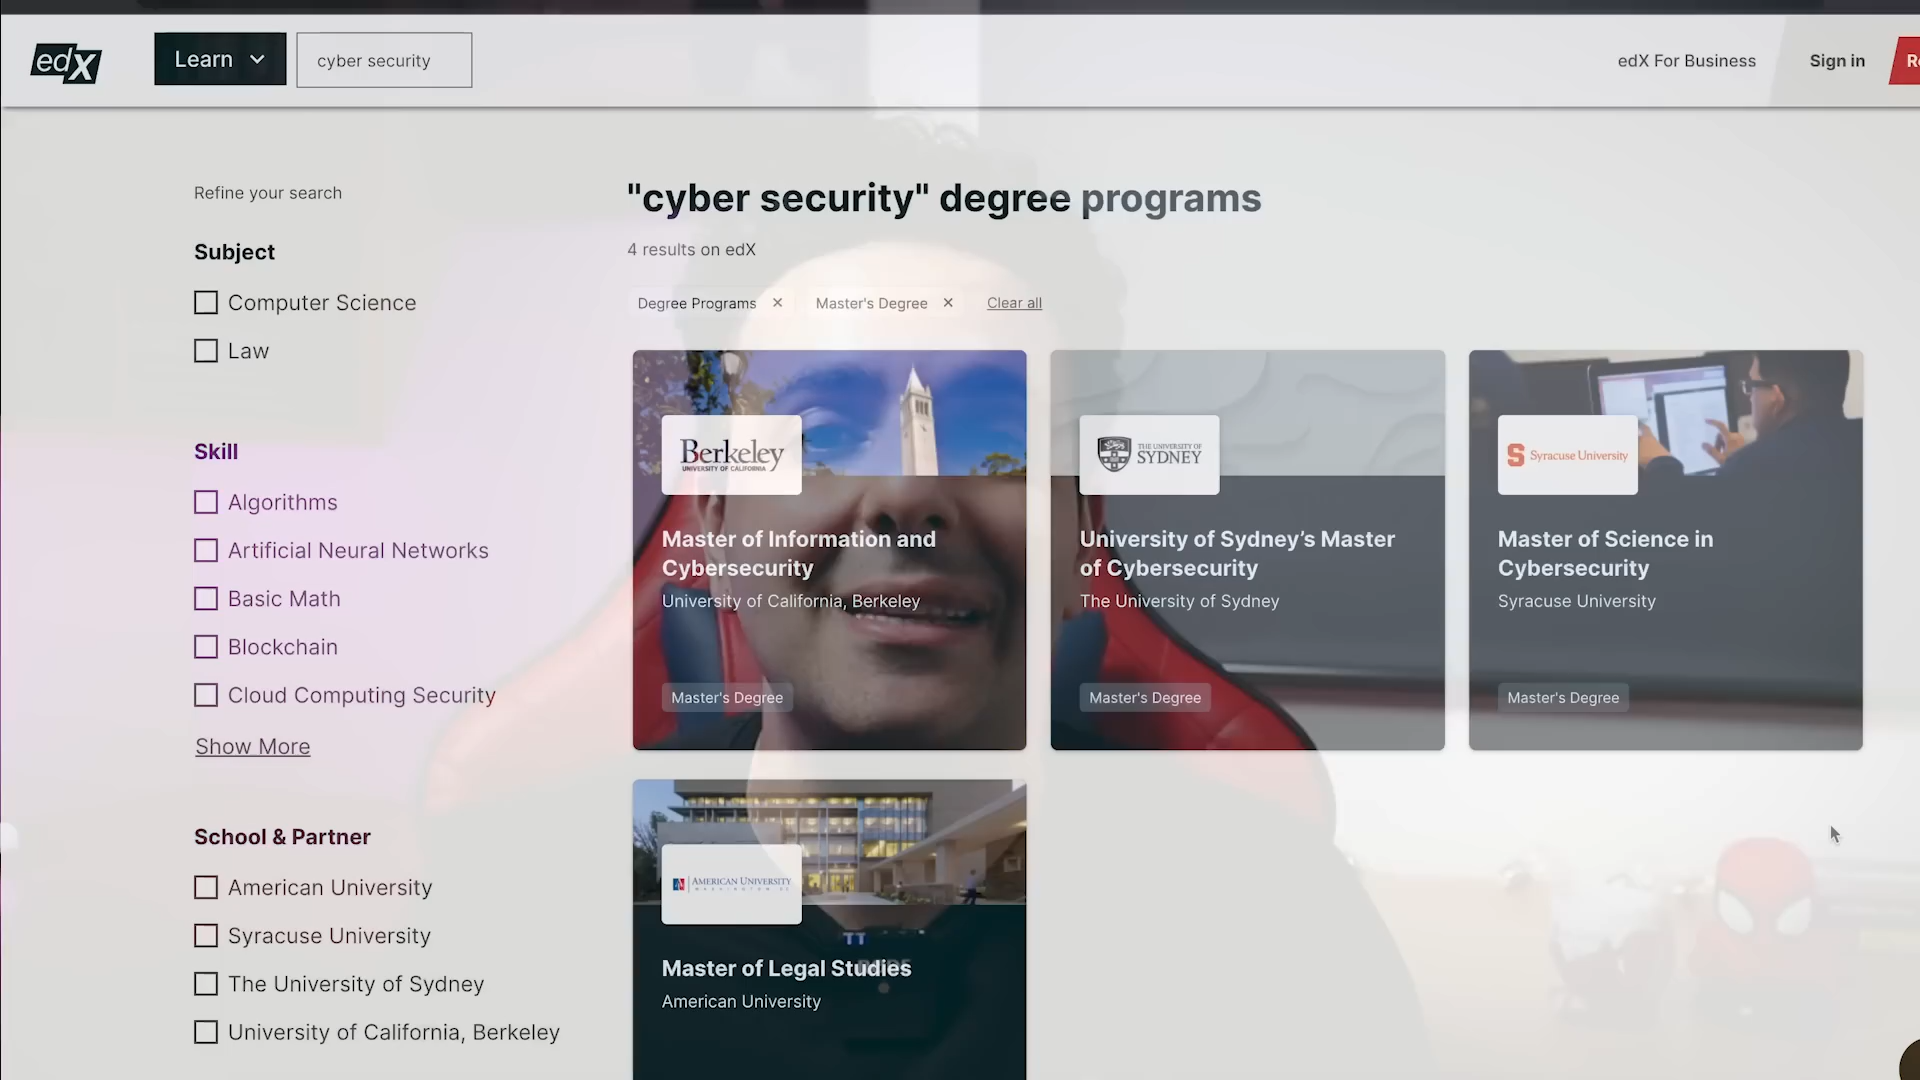 edX
Learn
cyber security
edX For Business
Sign in
Refine your search
Subject
Computer Science
Law
Skill
Algorithms
Artificial Neural Networks
Basic Math
Blockchain
Cloud Computing Security
Show More
School & Partner
American University
Syracuse University
The University of Sydney
University of California, Berkeley
"cyber security" degree programs
4 results on edX
Degree Programs ✕
Master's Degree ✕
Clear all
Berkeley
UNIVERSITY OF CALIFORNIA
Master of Information and
Cybersecurity
University of California, Berkeley
Master's Degree
THE UNIVERSITY OF
SYDNEY
University of Sydney’s Master
of Cybersecurity
The University of Sydney
Master's Degree
S Syracuse University
Master of Science in
Cybersecurity
Syracuse University
Master's Degree
AMERICAN UNIVERSITY
Master of Legal Studies
American University